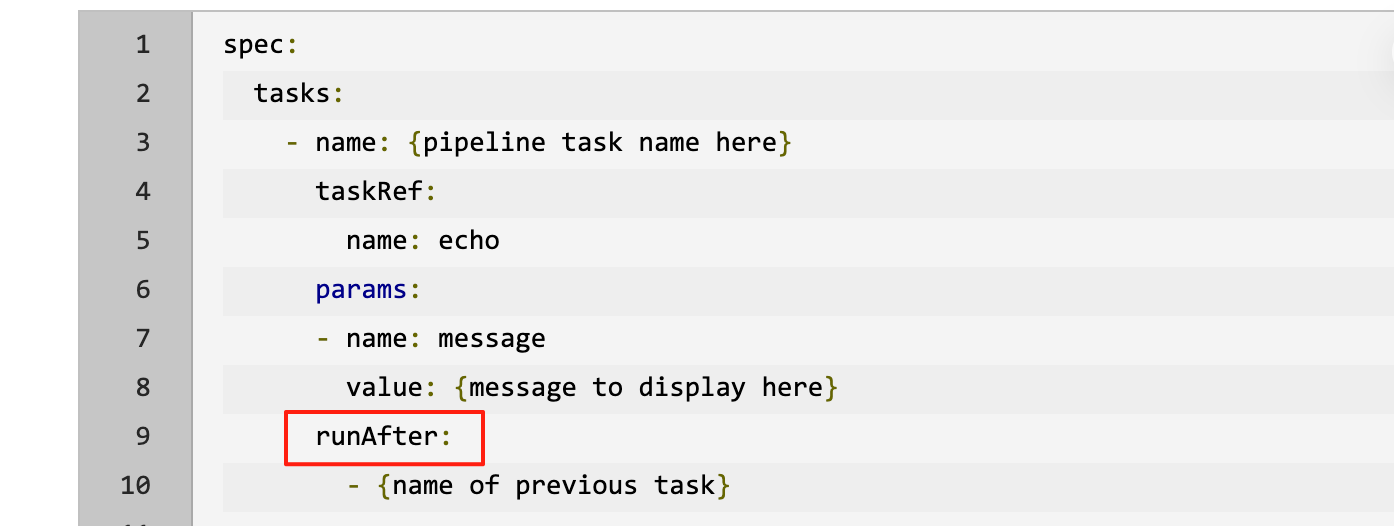 1 spec:
2   tasks:
3     - name: {pipeline task name here}
4       taskRef:
5         name: echo
6       params:
7       - name: message
8         value: {message to display here}
9       runAfter:
10         - {name of previous task}